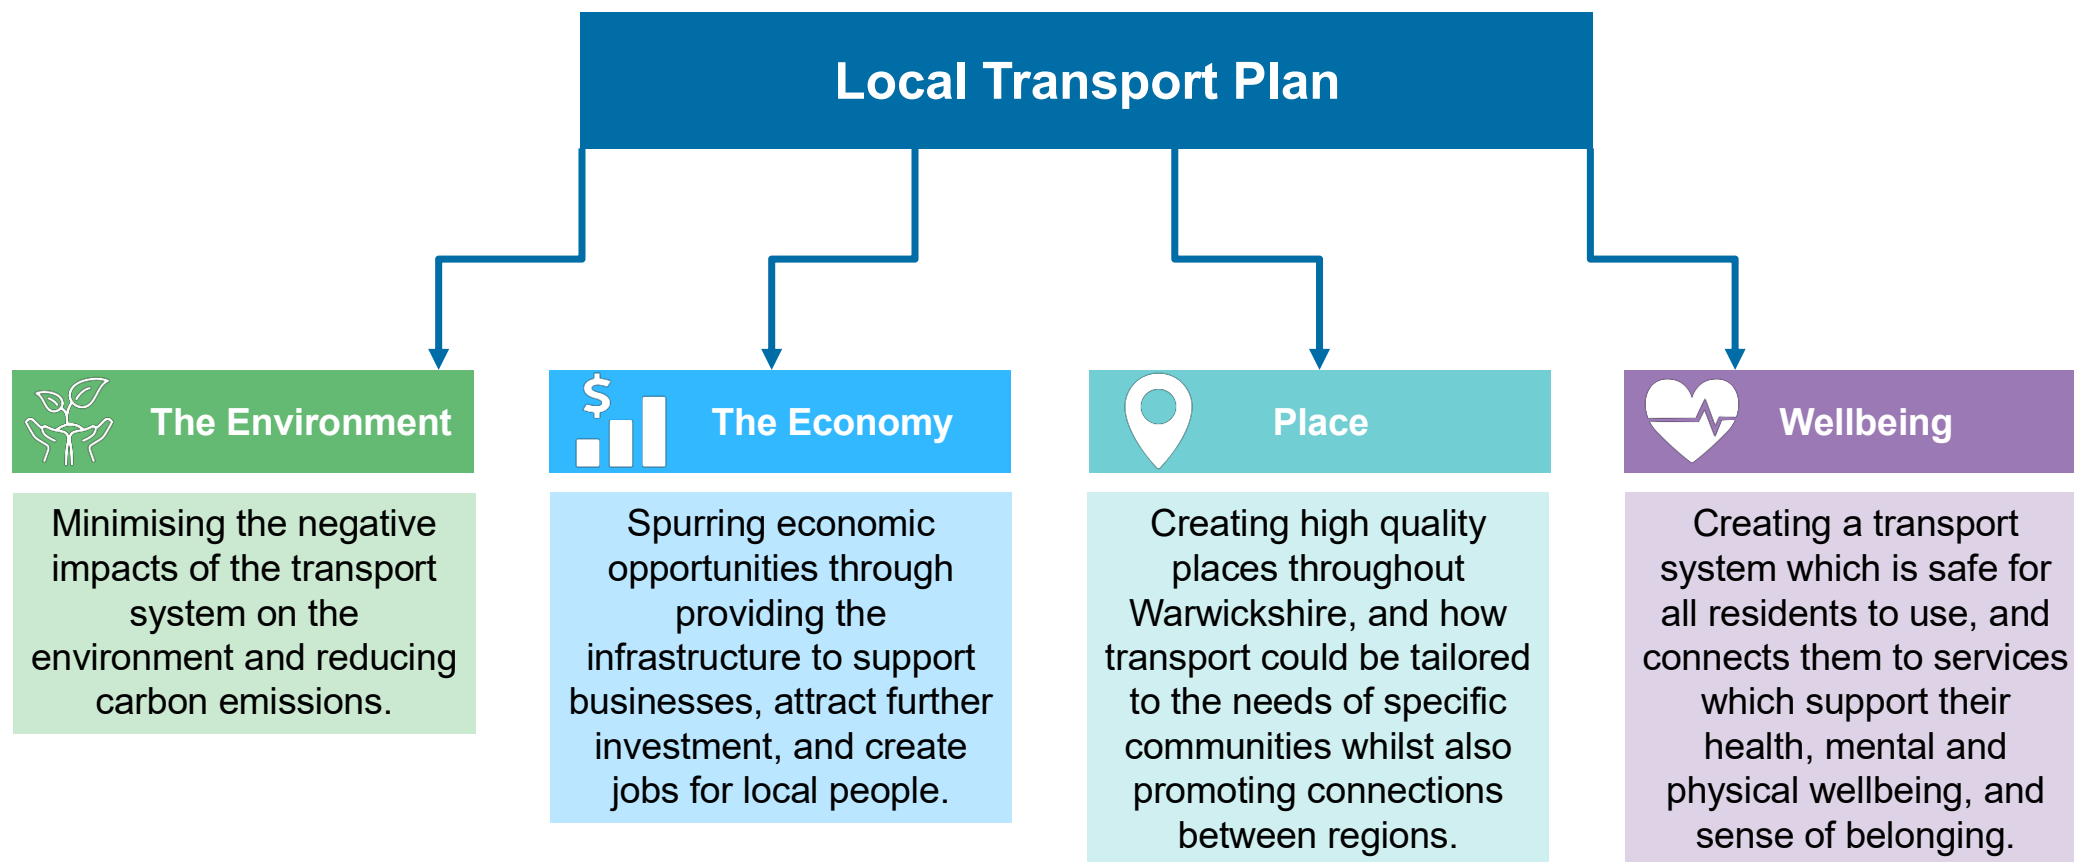 Local Transport Plan
The Environment
Minimising the negative
impacts of the transport
system on the
environment and reducing
carbon emissions.
$
The Economy
Spurring economic
opportunities through
providing the
infrastructure to support
businesses, attract further
investment, and create
jobs for local people.
Place
Creating high quality
places throughout
Warwickshire, and how
transport could be tailored
to the needs of specific
communities whilst also
promoting connections
between regions.
Wellbeing
Creating a transport
system which is safe for
all residents to use, and
connects them to services
which support their
health, mental and
physical wellbeing, and
sense of belonging.